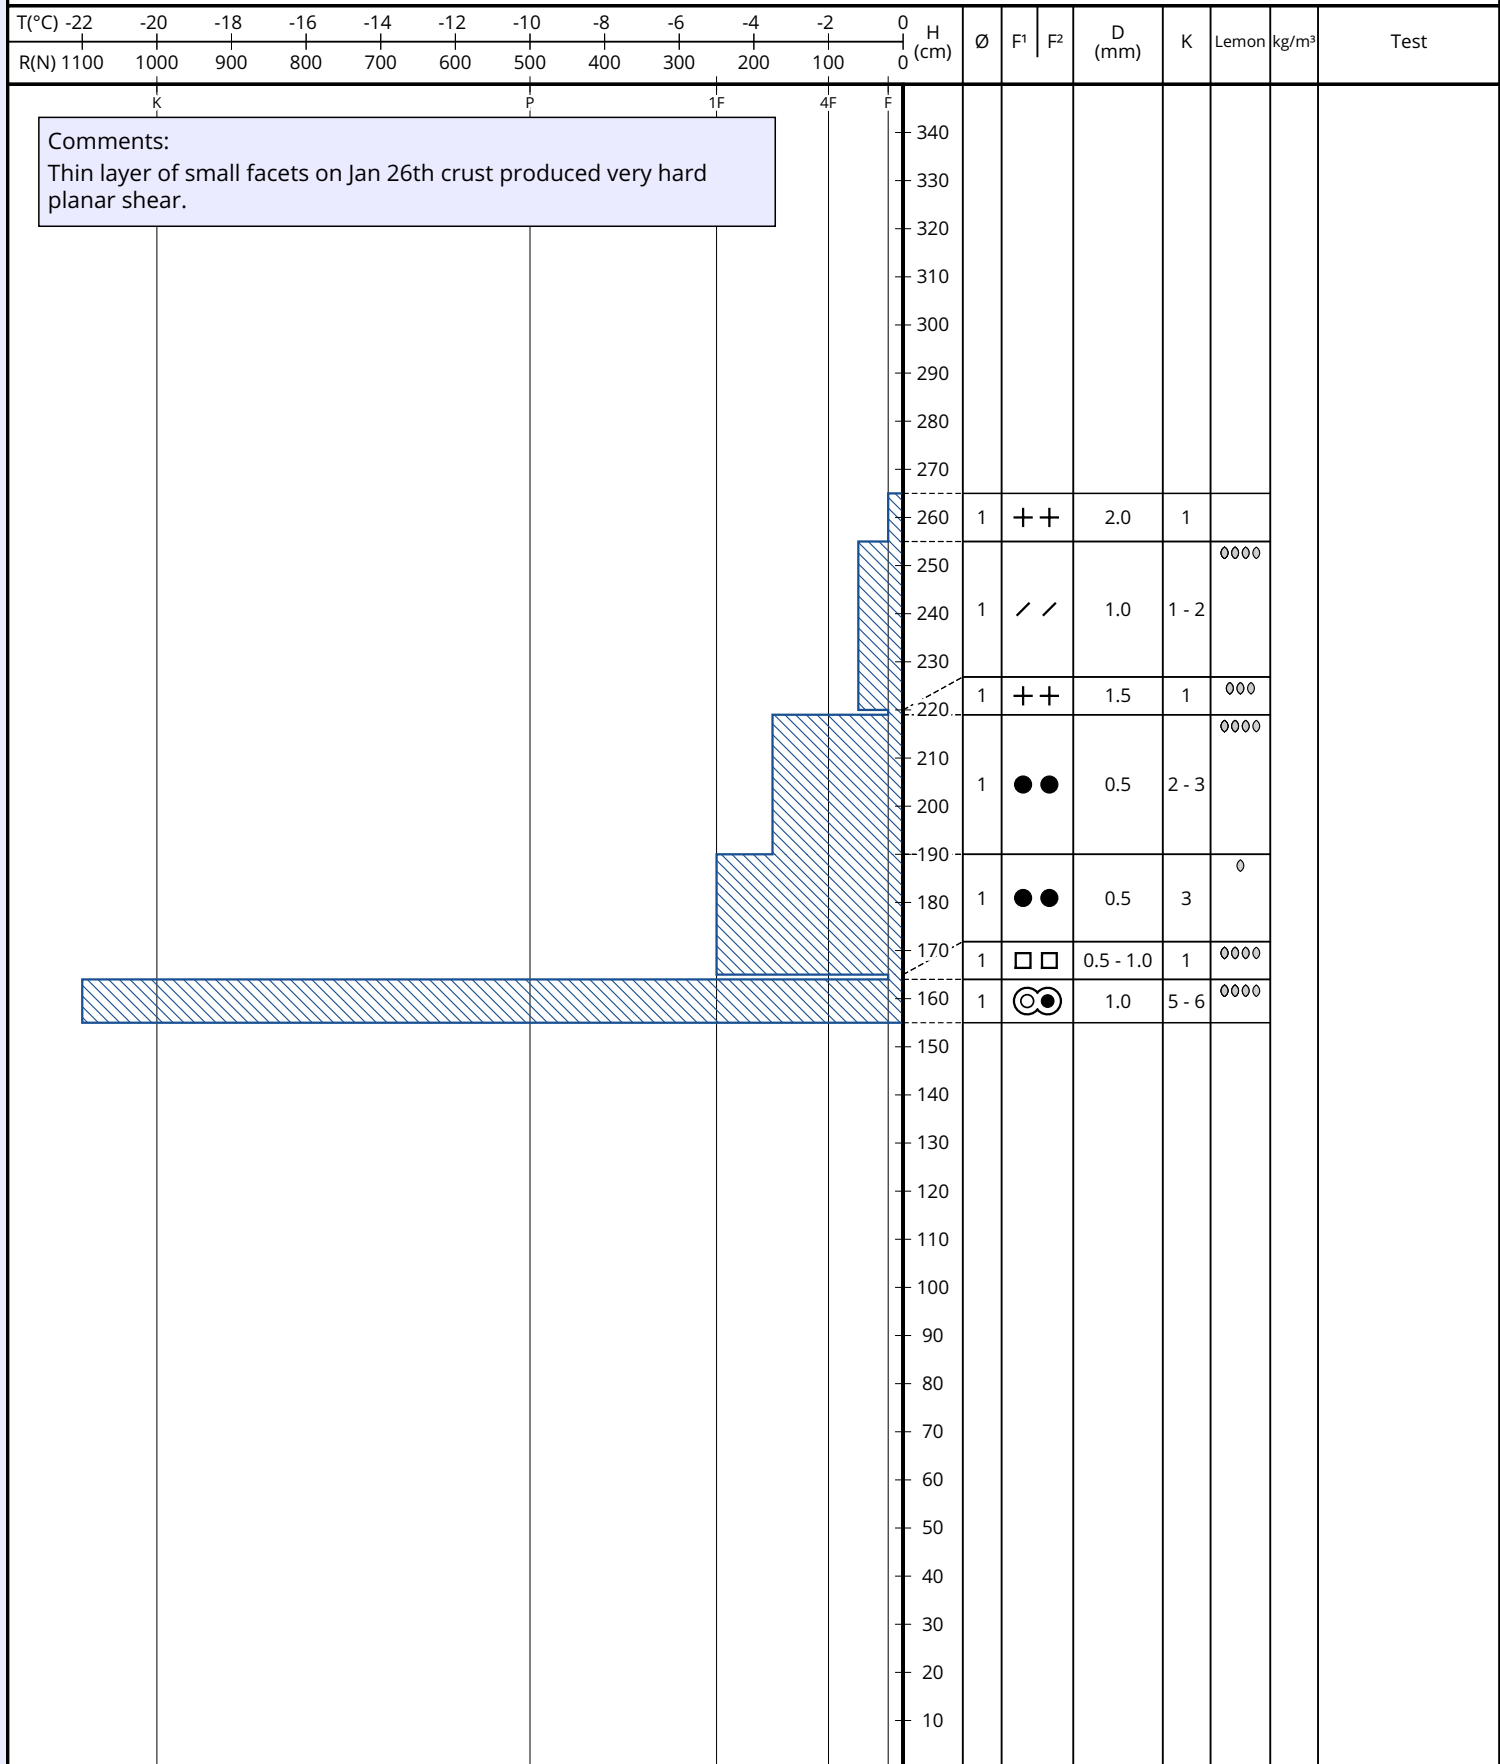 T(°C) -22 -20 -18 -16 -14 -12 -10 -8 -6 -4 -2 0 H (cm) Ø F¹ F² D (mm) K Lemon kg/m³ Test
R(N) 1100 1000 900 800 700 600 500 400 300 200 100 0
K P 1F 4F F
Comments:
Thin layer of small facets on Jan 26th crust produced very hard
planar shear.
340
330
320
310
300
290
280
270
260 1 2.0 1
250
240 1 1.0 1 - 2
230
1 1.5 1
220
210
200 1 0.5 2 - 3
190
180 1 0.5 3
170
1 0.5 - 1.0 1
160 1 1.0 5 - 6
150
140
130
120
110
100
90
80
70
60
50
40
30
20
10